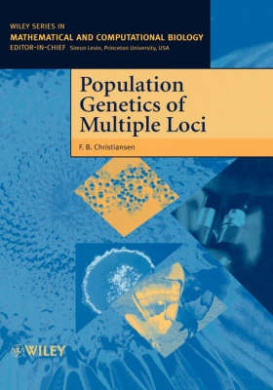 WILEY SERIES IN
MATHEMATICAL AND COMPUTATIONAL BIOLOGY
EDITOR-IN-CHIEF Simon Levin, Princeton University, USA
Population
Genetics of
Multiple Loci
F. B. Christiansen
WILEY